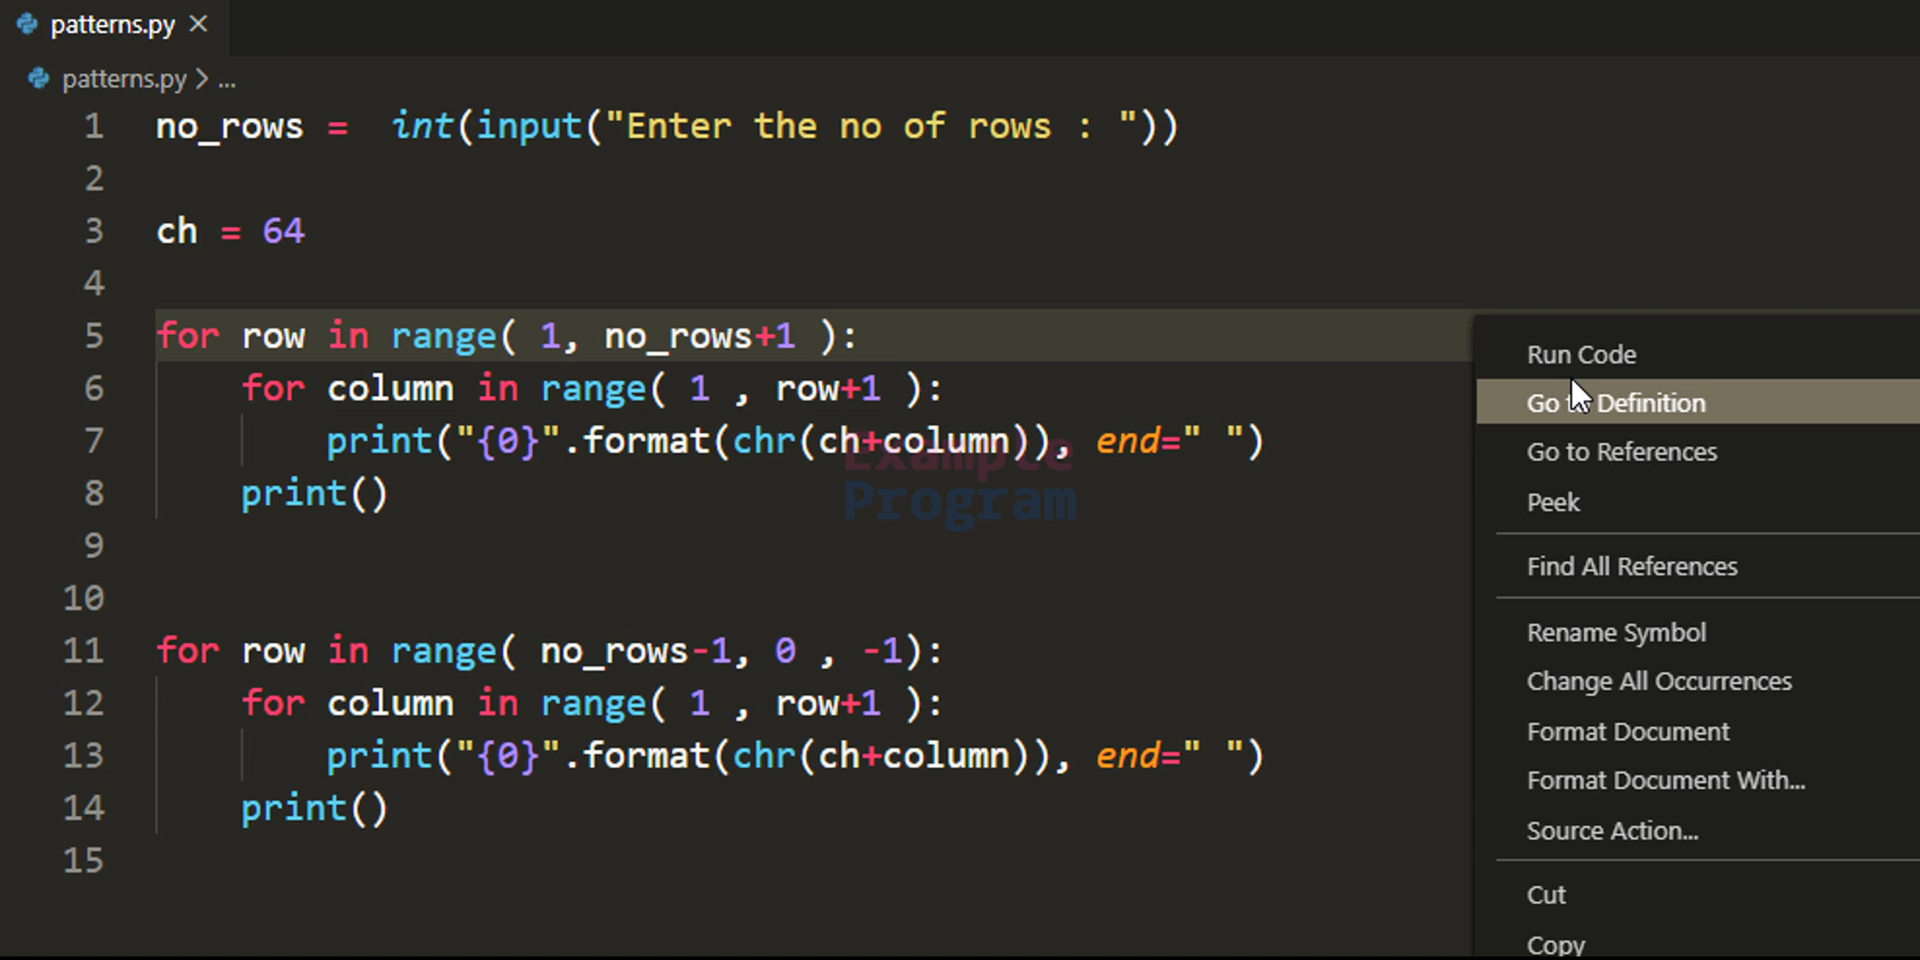 patterns.py
patterns.py > ...
1 no_rows =  int(input("Enter the no of rows : "))
2
3 ch = 64
4
5 for row in range( 1, no_rows+1 ):
6     for column in range( 1 , row+1 ):
7         print("{0}".format(chr(ch+column)), end=" ")
8     print()
9
10
11 for row in range( no_rows-1, 0 , -1):
12     for column in range( 1 , row+1 ):
13         print("{0}".format(chr(ch+column)), end=" ")
14     print()
15
Example
Program
Run Code
Go to Definition
Go to References
Peek
Find All References
Rename Symbol
Change All Occurrences
Format Document
Format Document With...
Source Action...
Cut
Copy